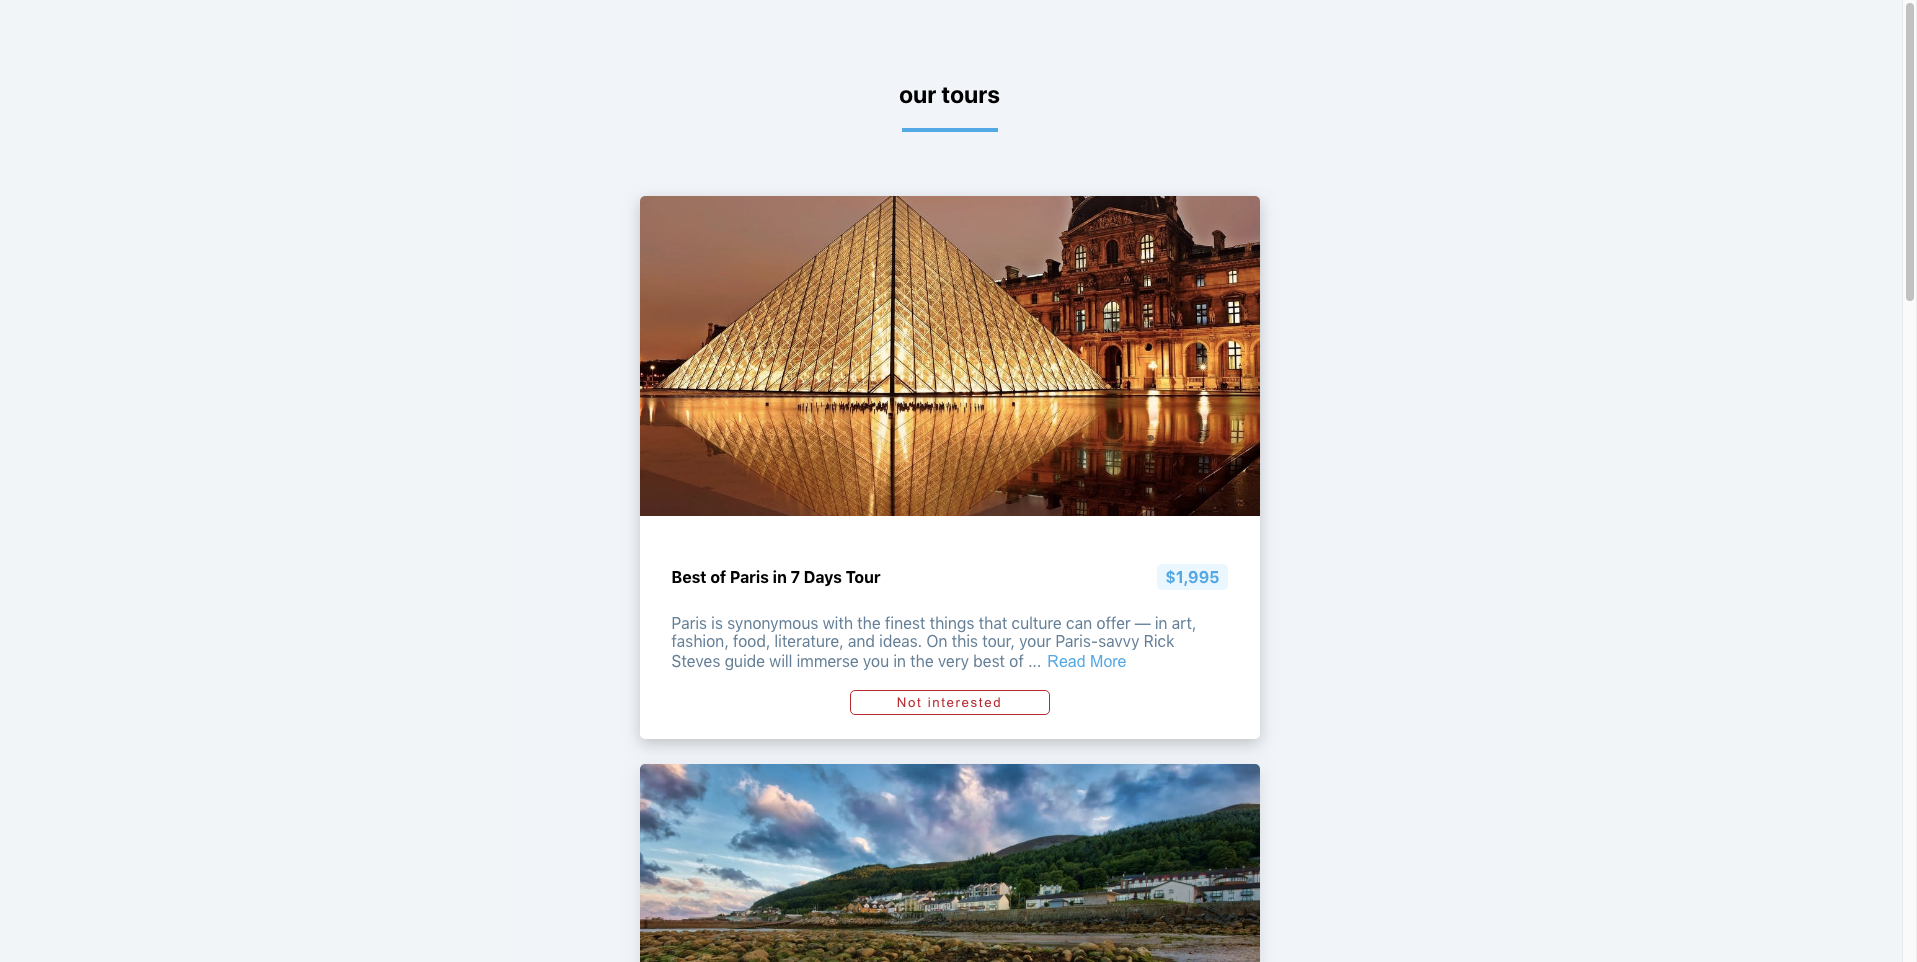 our tours
Best of Paris in 7 Days Tour
$1,995
Paris is synonymous with the finest things that culture can offer — in art,
fashion, food, literature, and ideas. On this tour, your Paris-savvy Rick
Steves guide will immerse you in the very best of ... Read More
Not interested